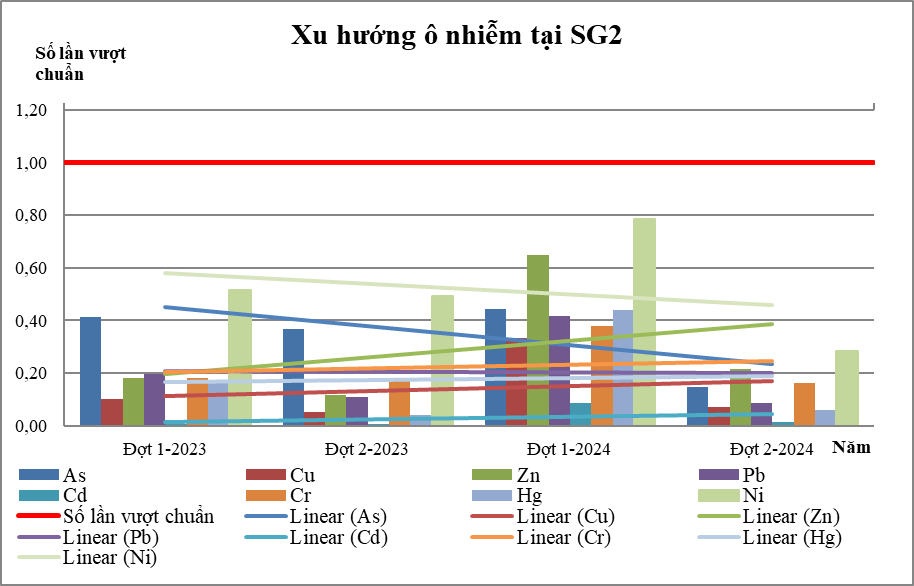 Xu hướng ô nhiễm tại SG2
Số lần vượt
chuẩn
1,20
1,00
0,80
0,60
0,40
0,20
0,00
Đợt 1-2023 Đợt 2-2023 Đợt 1-2024 Đợt 2-2024 Năm
As Cu Zn Pb
Cd Cr Hg Ni
Số lần vượt chuẩn Linear (As) Linear (Cu) Linear (Zn)
Linear (Pb) Linear (Cd) Linear (Cr) Linear (Hg)
Linear (Ni)